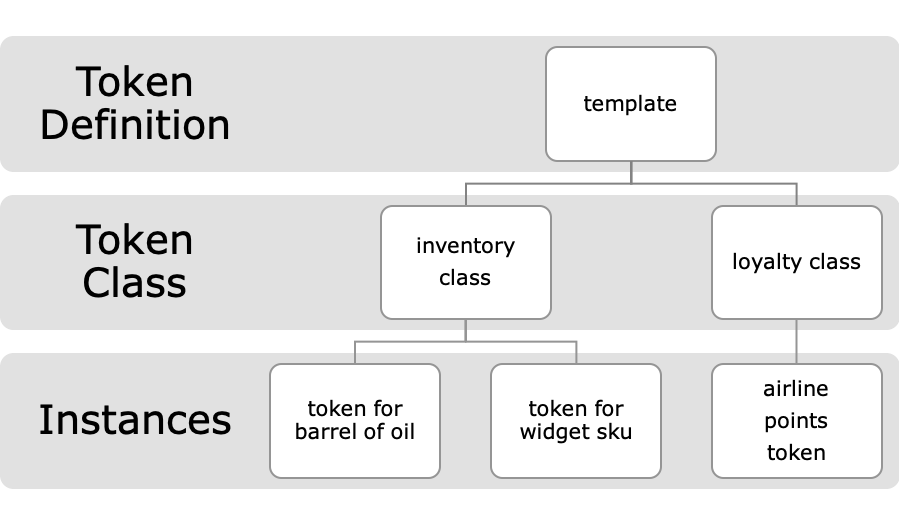 Token
Definition
template
Token
Class
inventory
class
loyalty class
Instances
token for
barrel of oil
token for
widget sku
airline
points
token